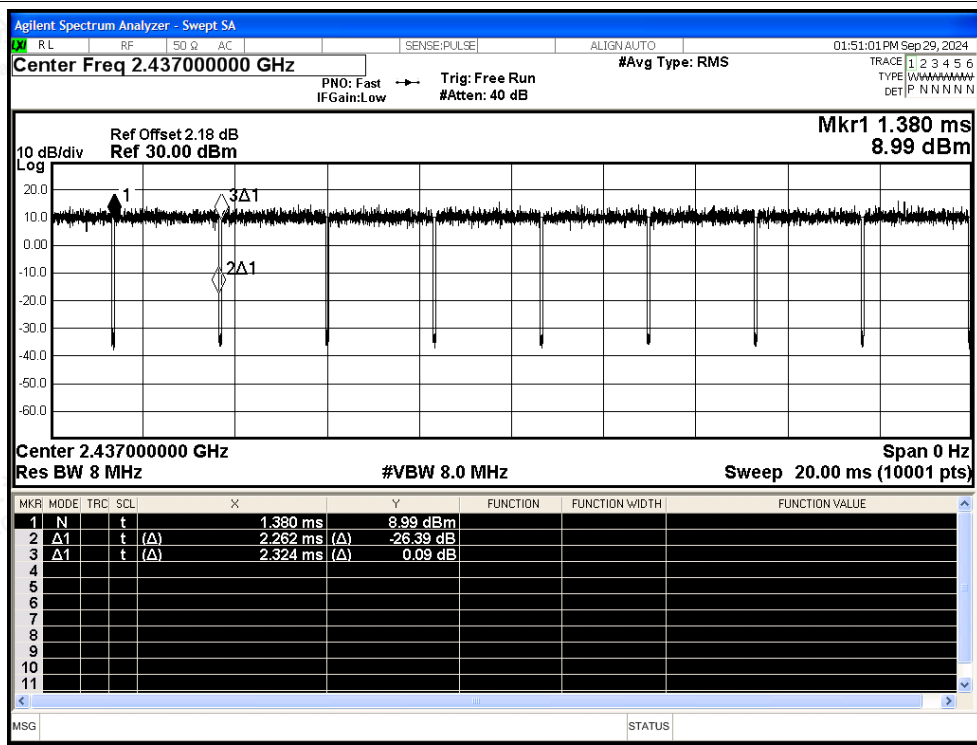 Agilent Spectrum Analyzer - Swept SA
LXI RL RF 50 Ω AC SENSE:PULSE ALIGN AUTO 01:51:01 PM Sep 29, 2024
Center Freq 2.437000000 GHz #Avg Type: RMS TRACE 1 2 3 4 5 6
PNO: Fast Trig: Free Run TYPE WWWWWW
IFGain:Low #Atten: 40 dB DET P N N N N N
Mkr1 1.380 ms
8.99 dBm
Ref Offset 2.18 dB
10 dB/div Ref 30.00 dBm
Log
20.0
10.0
0.00
-10.0
-20.0
-30.0
-40.0
-50.0
-60.0
1
3Δ1
2Δ1
Center 2.437000000 GHz Span 0 Hz
Res BW 8 MHz #VBW 8.0 MHz Sweep 20.00 ms (10001 pts)
MKR MODE TRC SCL X Y FUNCTION FUNCTION WIDTH FUNCTION VALUE
1 N t 1.380 ms 8.99 dBm
2 Δ1 t (Δ) 2.262 ms (Δ) -26.39 dB
3 Δ1 t (Δ) 2.324 ms (Δ) 0.09 dB
4
5
6
7
8
9
10
11
MSG STATUS